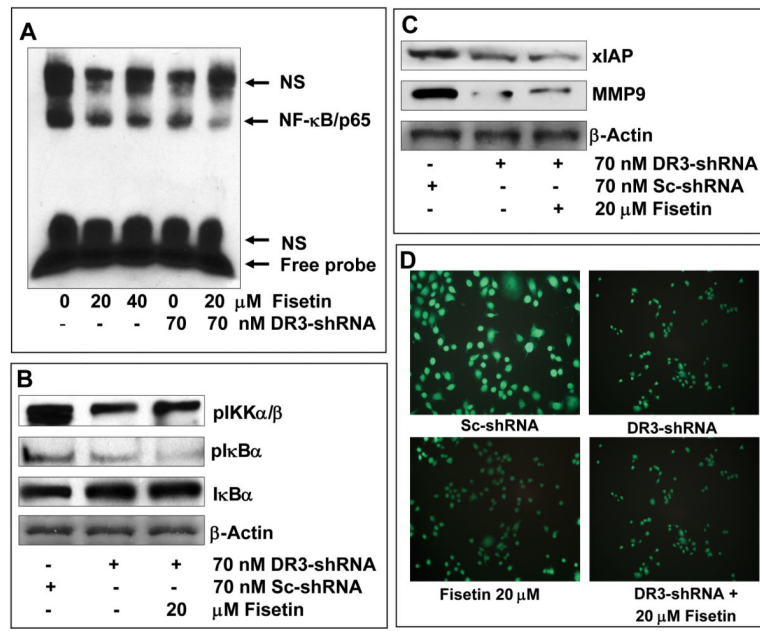 A
NS
NF-κB/p65
NS
Free probe
0 20 40 0 20 μM Fisetin
- - - 70 70 nM DR3-shRNA
B
pIKKα/β
pIκBα
IκBα
β-Actin
- + + 70 nM DR3-shRNA
+ - - 70 nM Sc-shRNA
- - 20 μM Fisetin
C
xIAP
MMP9
β-Actin
- + + 70 nM DR3-shRNA
+ - - 70 nM Sc-shRNA
- - + 20 μM Fisetin
D
Sc-shRNA
DR3-shRNA
Fisetin 20 μM
DR3-shRNA +
20 μM Fisetin